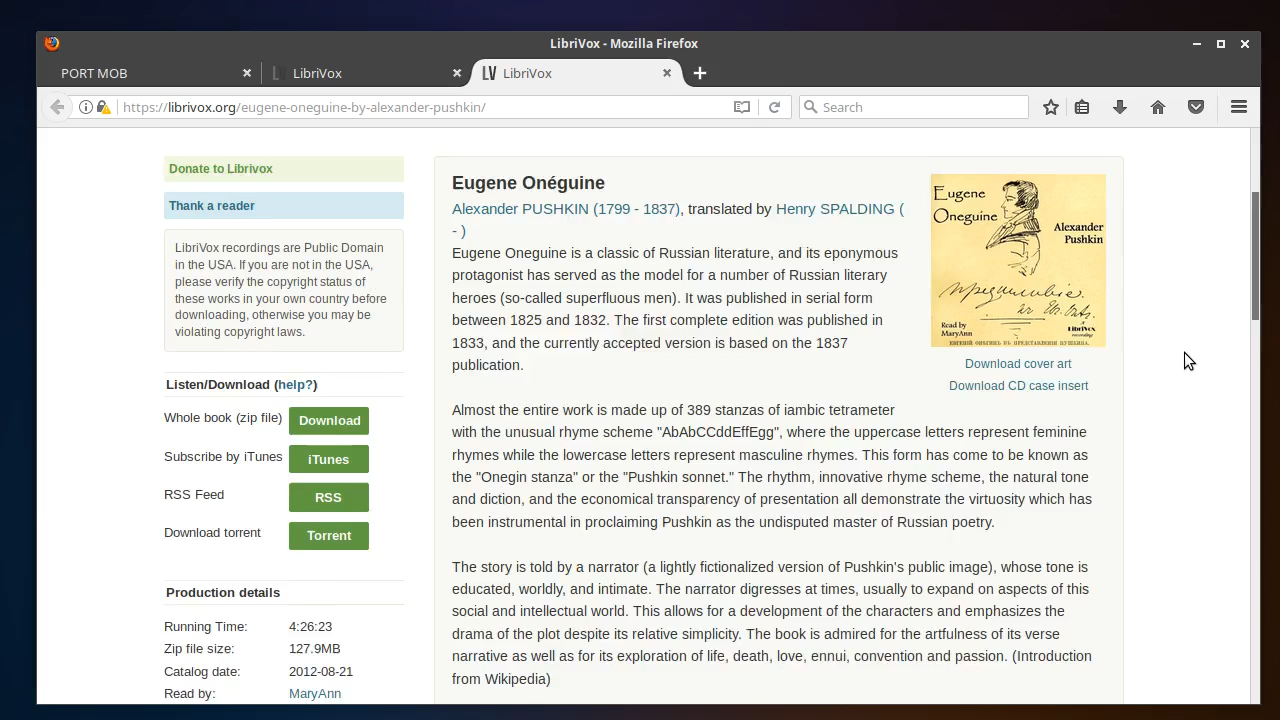 LibriVox - Mozilla Firefox
PORT MOB
LibriVox
LibriVox
https://librivox.org/eugene-oneguine-by-alexander-pushkin/
Search
Donate to Librivox
Thank a reader
LibriVox recordings are Public Domain
in the USA. If you are not in the USA,
please verify the copyright status of
these works in your own country before
downloading, otherwise you may be
violating copyright laws.
Listen/Download (help?)
Whole book (zip file) Download
Subscribe by iTunes iTunes
RSS Feed RSS
Download torrent Torrent
Production details
Running Time: 4:26:23
Zip file size: 127.9MB
Catalog date: 2012-08-21
Read by: MaryAnn
Eugene Onéguine
Alexander PUSHKIN (1799 - 1837), translated by Henry SPALDING (
- )
Eugene Oneguine is a classic of Russian literature, and its eponymous
protagonist has served as the model for a number of Russian literary
heroes (so-called superfluous men). It was published in serial form
between 1825 and 1832. The first complete edition was published in
1833, and the currently accepted version is based on the 1837
publication.
Almost the entire work is made up of 389 stanzas of iambic tetrameter
with the unusual rhyme scheme "AbAbCCddEffEgg", where the uppercase letters represent feminine
rhymes while the lowercase letters represent masculine rhymes. This form has come to be known as
the "Onegin stanza" or the "Pushkin sonnet." The rhythm, innovative rhyme scheme, the natural tone
and diction, and the economical transparency of presentation all demonstrate the virtuosity which has
been instrumental in proclaiming Pushkin as the undisputed master of Russian poetry.
The story is told by a narrator (a lightly fictionalized version of Pushkin's public image), whose tone is
educated, worldly, and intimate. The narrator digresses at times, usually to expand on aspects of this
social and intellectual world. This allows for a development of the characters and emphasizes the
drama of the plot despite its relative simplicity. The book is admired for the artfulness of its verse
narrative as well as for its exploration of life, death, love, ennui, convention and passion. (Introduction
from Wikipedia)
Eugene
Oneguine
Alexander
Pushkin
Read by
MaryAnn
A
LibriVox
recording
Download cover art
Download CD case insert